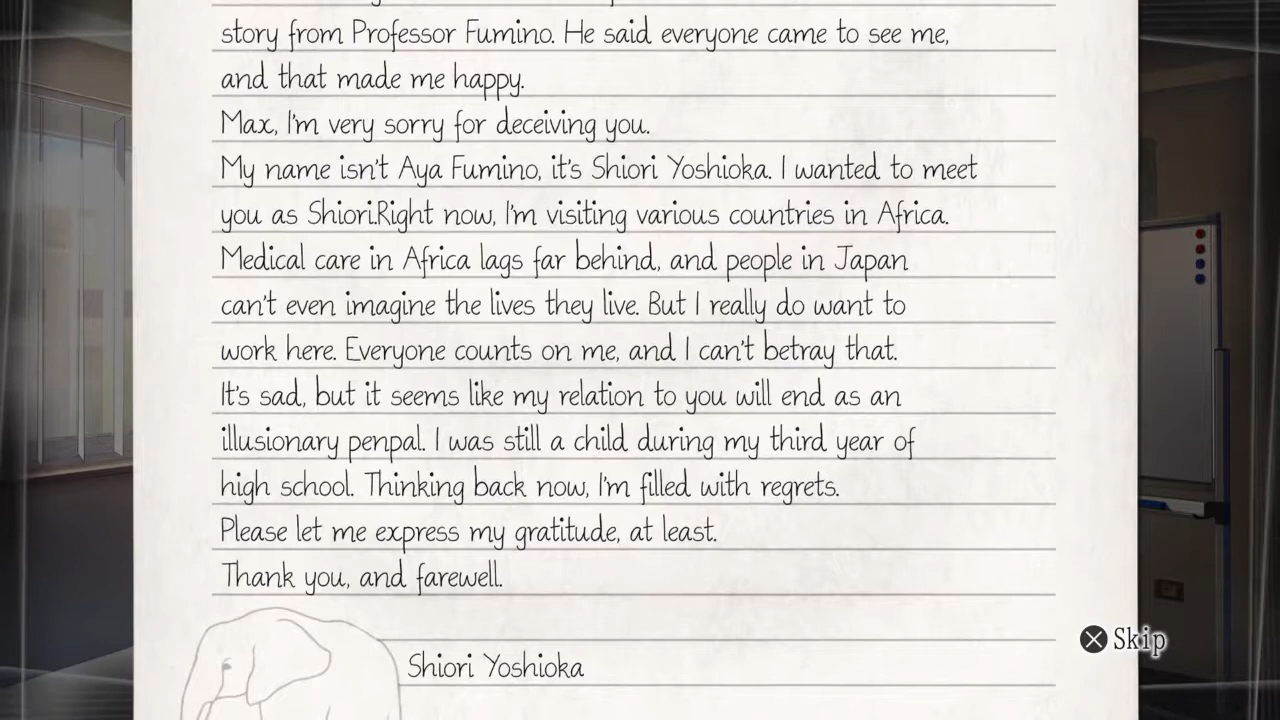 story from Professor Fumino. He said everyone came to see me,
and that made me happy.
Max, I'm very sorry for deceiving you.
My name isn't Aya Fumino, it's Shiori Yoshioka. I wanted to meet
you as Shiori.Right now, I'm visiting various countries in Africa.
Medical care in Africa lags far behind, and people in Japan
can't even imagine the lives they live. But I really do want to
work here. Everyone counts on me, and I can't betray that.
It's sad, but it seems like my relation to you will end as an
illusionary penpal. I was still a child during my third year of
high school. Thinking back now, I'm filled with regrets.
Please let me express my gratitude, at least.
Thank you, and farewell.
Skip
Shiori Yoshioka